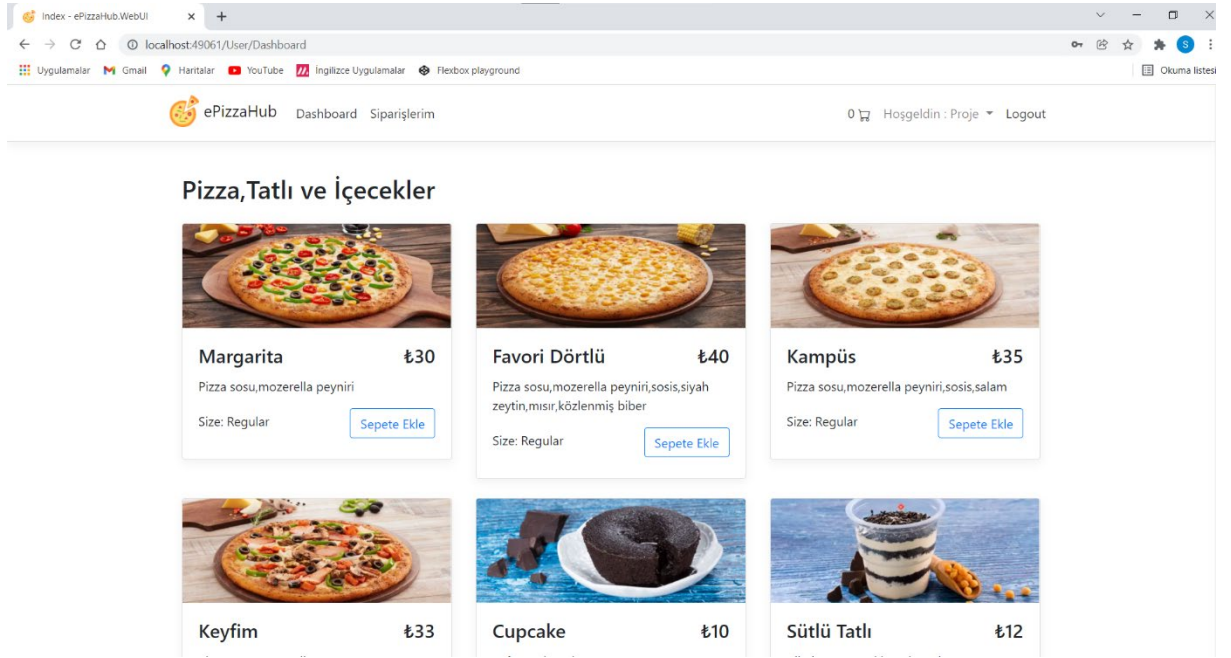 Index - ePizzaHub.WebUI
localhost:49061/User/Dashboard
S
Uygulamalar Gmail Haritalar YouTube İngilizce Uygulamalar Flexbox playground Okuma listesi
ePizzaHub Dashboard Siparişlerim 0 Hoşgeldin : Proje Logout
Pizza,Tatlı ve İçecekler
Margarita ₺30
Pizza sosu,mozerella peyniri
Size: Regular Sepete Ekle
Favori Dörtlü ₺40
Pizza sosu,mozerella peyniri,sosis,siyah
zeytin,mısır,közlenmiş biber
Size: Regular Sepete Ekle
Kampüs ₺35
Pizza sosu,mozerella peyniri,sosis,salam
Size: Regular Sepete Ekle
Keyfim ₺33
Cupcake ₺10
Sütlü Tatlı ₺12